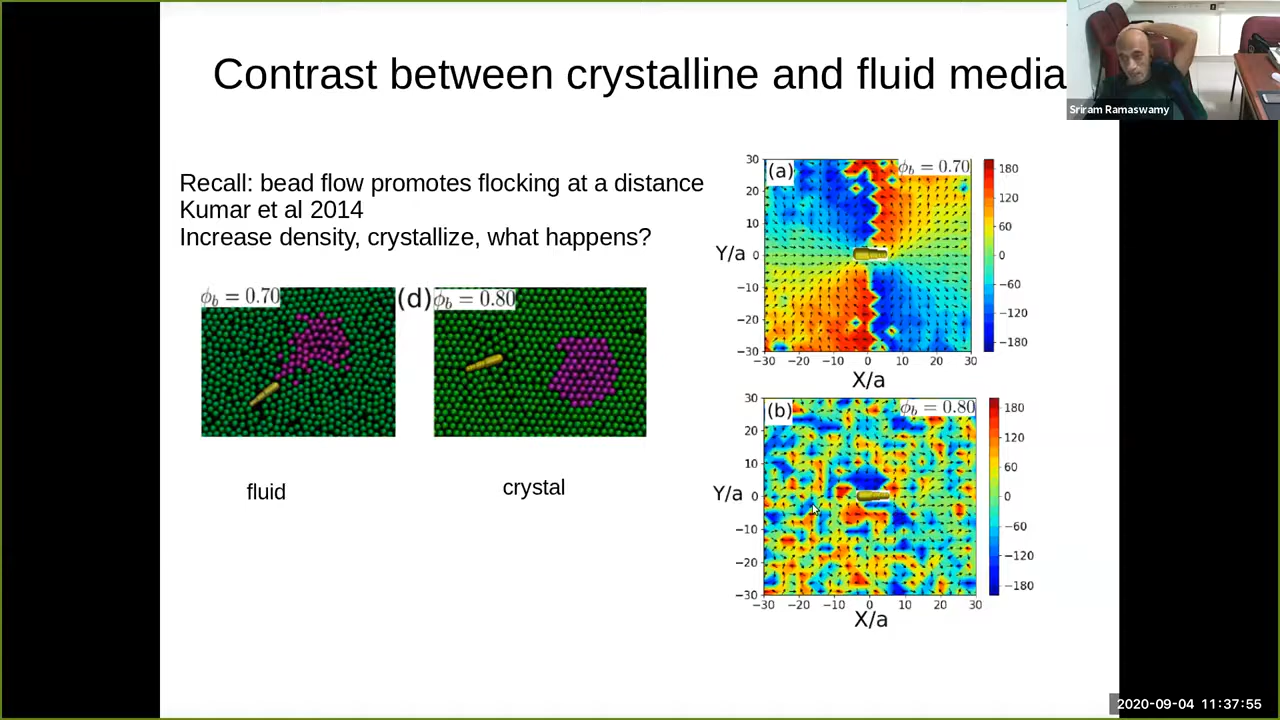 Contrast between crystalline and fluid media
Sriram Ramaswamy
Recall: bead flow promotes flocking at a distance
Kumar et al 2014
Increase density, crystallize, what happens?
ϕ_b = 0.70
(d)
ϕ_b = 0.80
fluid
crystal
(a)
ϕ_b = 0.70
30
20
10
0
−10
−20
−30
Y/a
−30 −20 −10 0 10 20 30
X/a
180
120
60
0
−60
−120
−180
(b)
ϕ_b = 0.80
30
20
10
0
−10
−20
−30
Y/a
−30 −20 −10 0 10 20 30
X/a
180
120
60
0
−60
−120
−180
2020-09-04 11:37:55